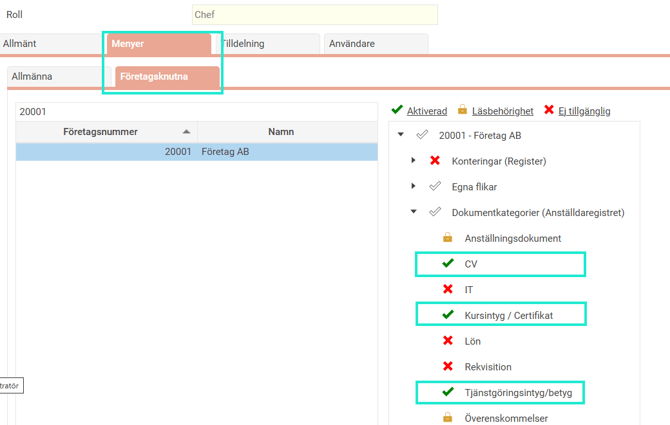 Roll Chef
Allmänt Menyer Tilldelning Användare
Allmänna Företagsknutna
20001
Företagsnummer Namn
20001 Företag AB
Aktiverad Läsbehörighet Ej tillgänglig
20001 - Företag AB
Konteringar (Register)
Egna flikar
Dokumentkategorier (Anställdaregistret)
Anställningsdokument
CV
IT
Kursintyg / Certifikat
Lön
Rekvisition
tratör
Tjänstgöringsintyg/betyg
Överenskommelser